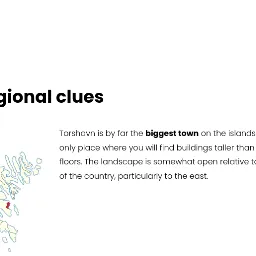 gional clues
Torshavn is by far the biggest town on the islands
only place where you will find buildings taller than
floors. The landscape is somewhat open relative to
of the country, particularly to the east.